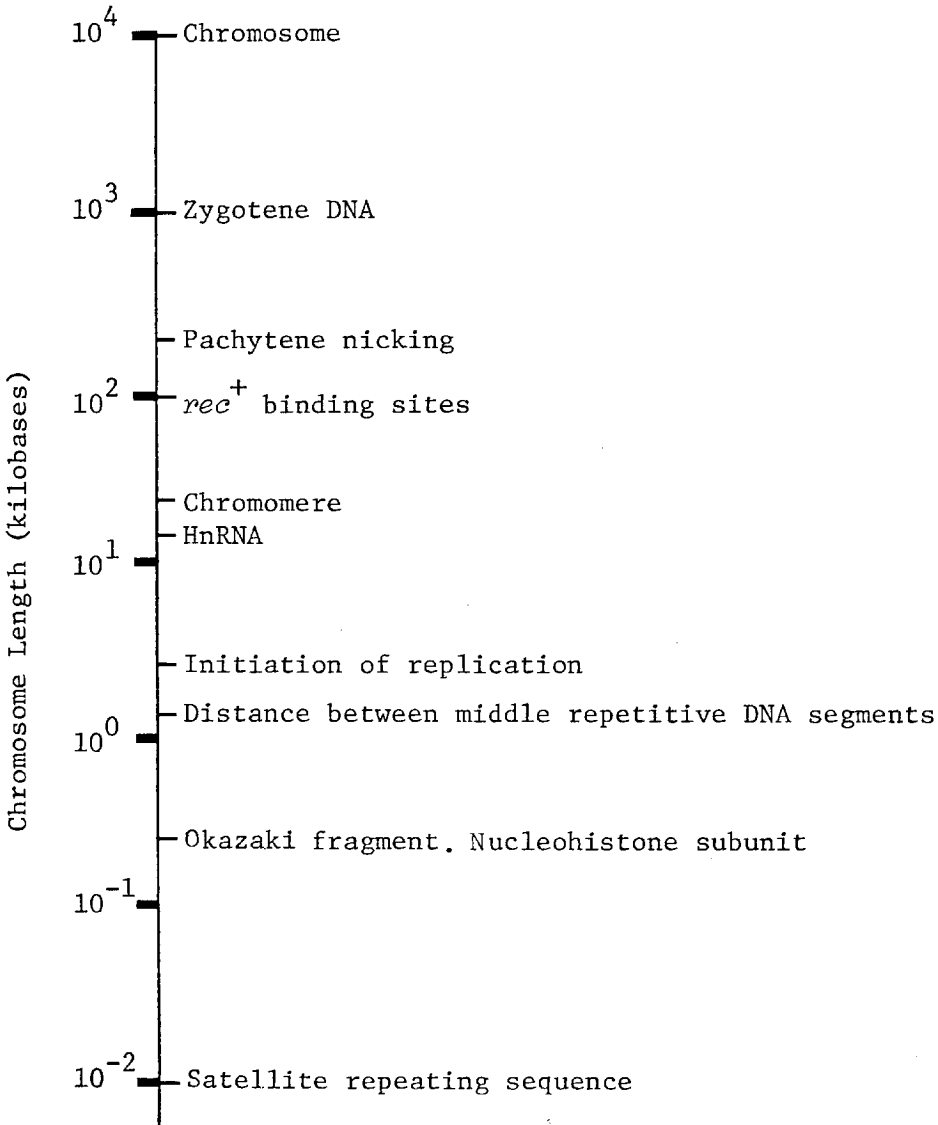 10^4 Chromosome
10^3 Zygotene DNA
Pachytene nicking
10^2 rec^+ binding sites
Chromomere
HnRNA
10^1
Initiation of replication
Distance between middle repetitive DNA segments
10^0
Okazaki fragment. Nucleohistone subunit
10^-1
10^-2 Satellite repeating sequence
Chromosome Length (kilobases)